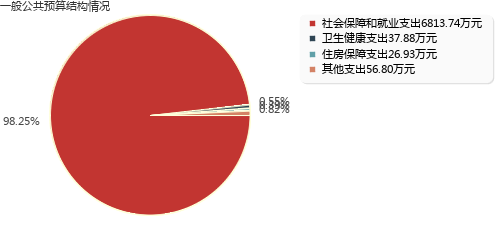 一般公共预算结构情况
社会保障和就业支出6813.74万元
卫生健康支出37.88万元
住房保障支出26.93万元
其他支出56.80万元
98.25%
0.55%
0.82%